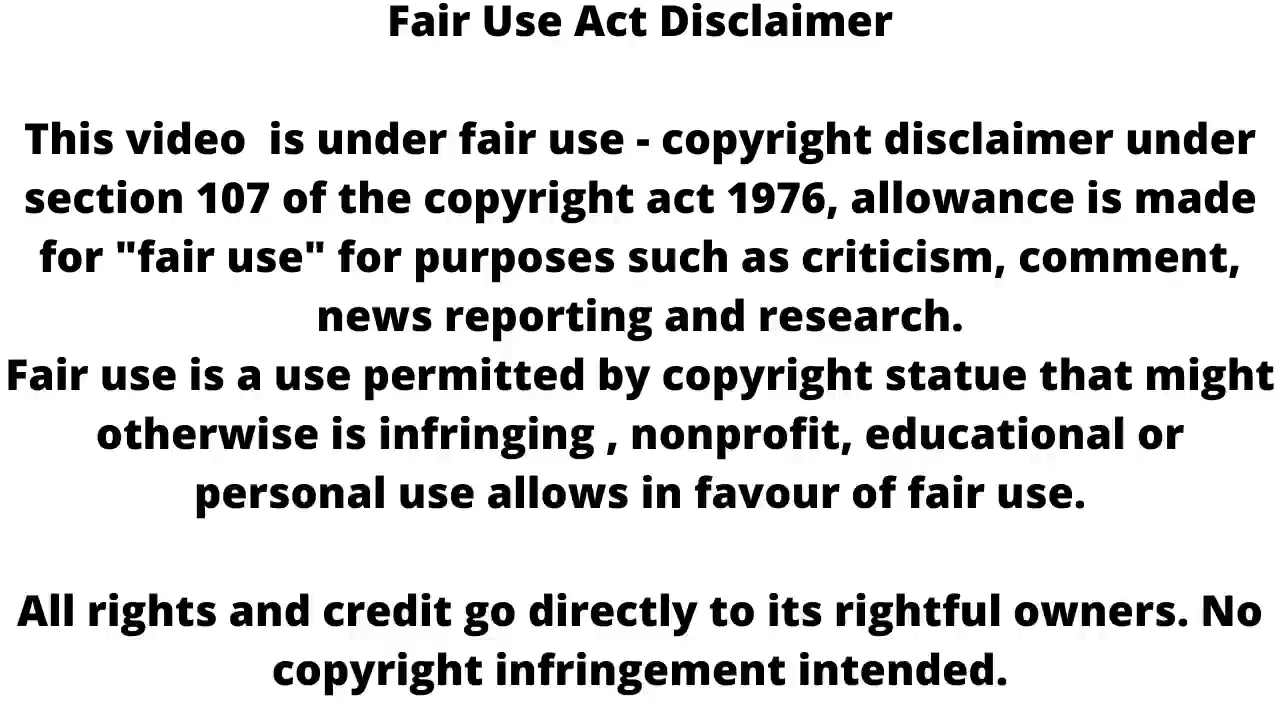 Fair Use Act Disclaimer
This video  is under fair use - copyright disclaimer under
section 107 of the copyright act 1976, allowance is made
for "fair use" for purposes such as criticism, comment,
news reporting and research.
Fair use is a use permitted by copyright statue that might
otherwise is infringing , nonprofit, educational or
personal use allows in favour of fair use.
All rights and credit go directly to its rightful owners. No
copyright infringement intended.